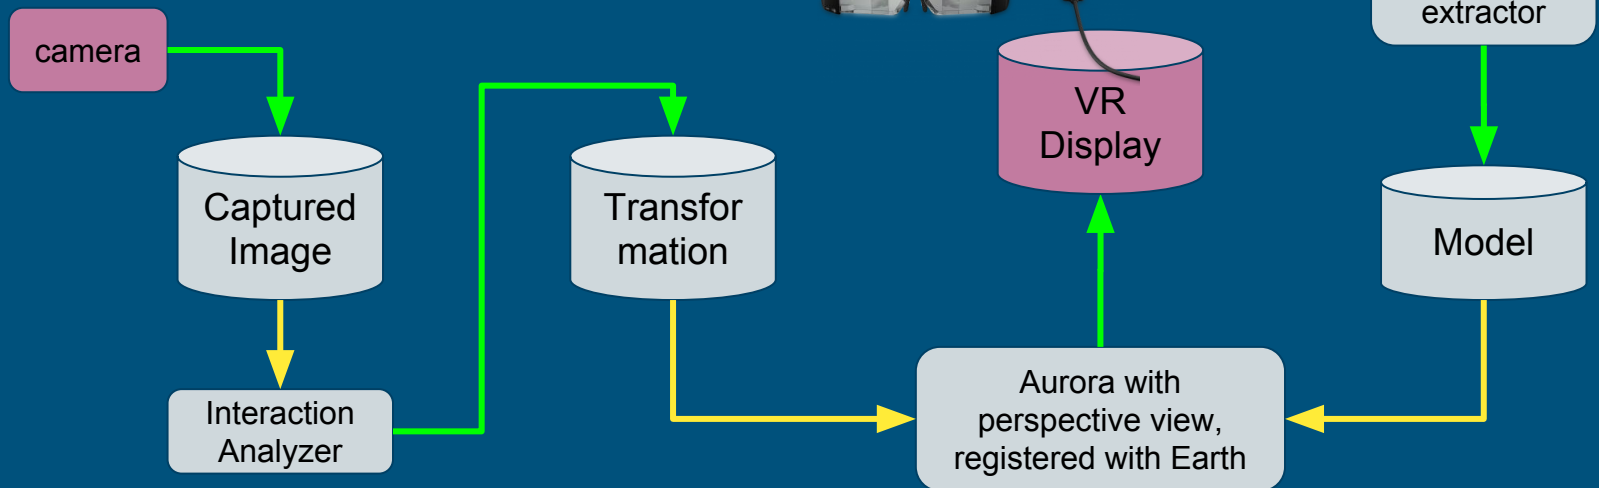 camera
extractor
VR
Display
Captured
Image
Transfor
mation
Model
Interaction
Analyzer
Aurora with
perspective view,
registered with Earth